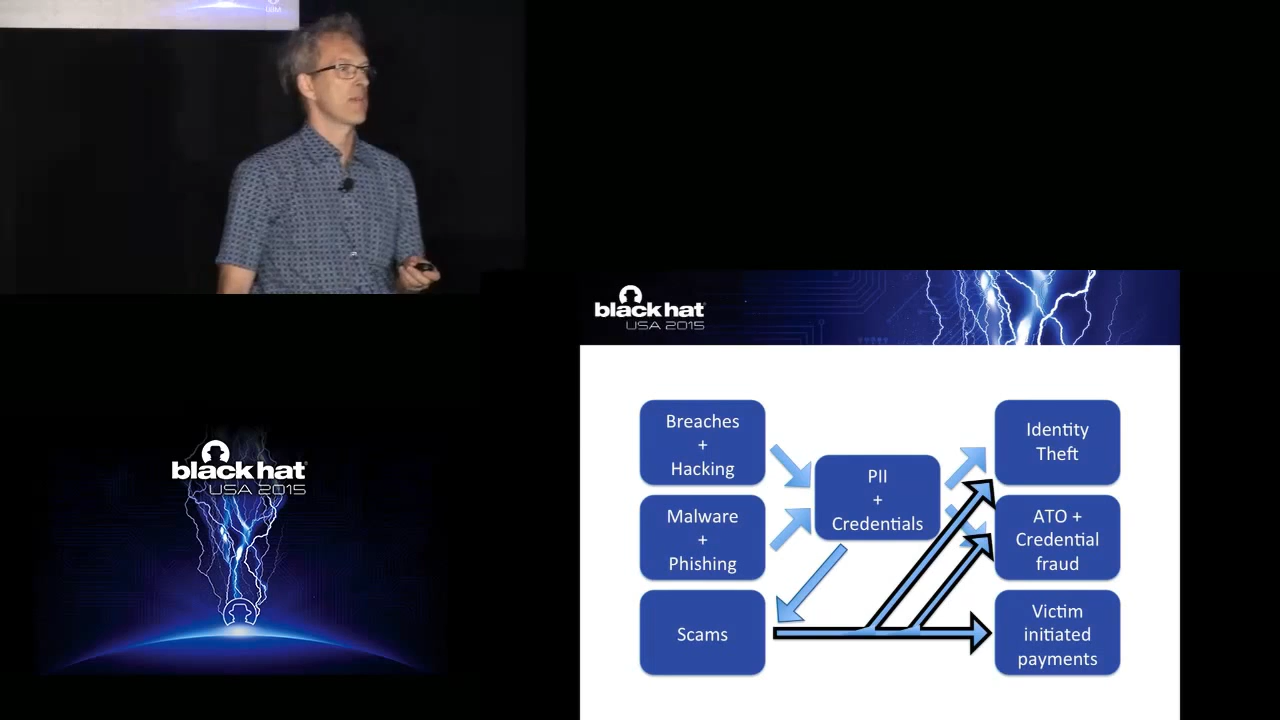 black hat
USA 2015
Breaches
+
Hacking
Malware
+
Phishing
Scams
PII
+
Credentials
Identity
Theft
ATO +
Credential
fraud
Victim
initiated
payments
black hat
USA 2015